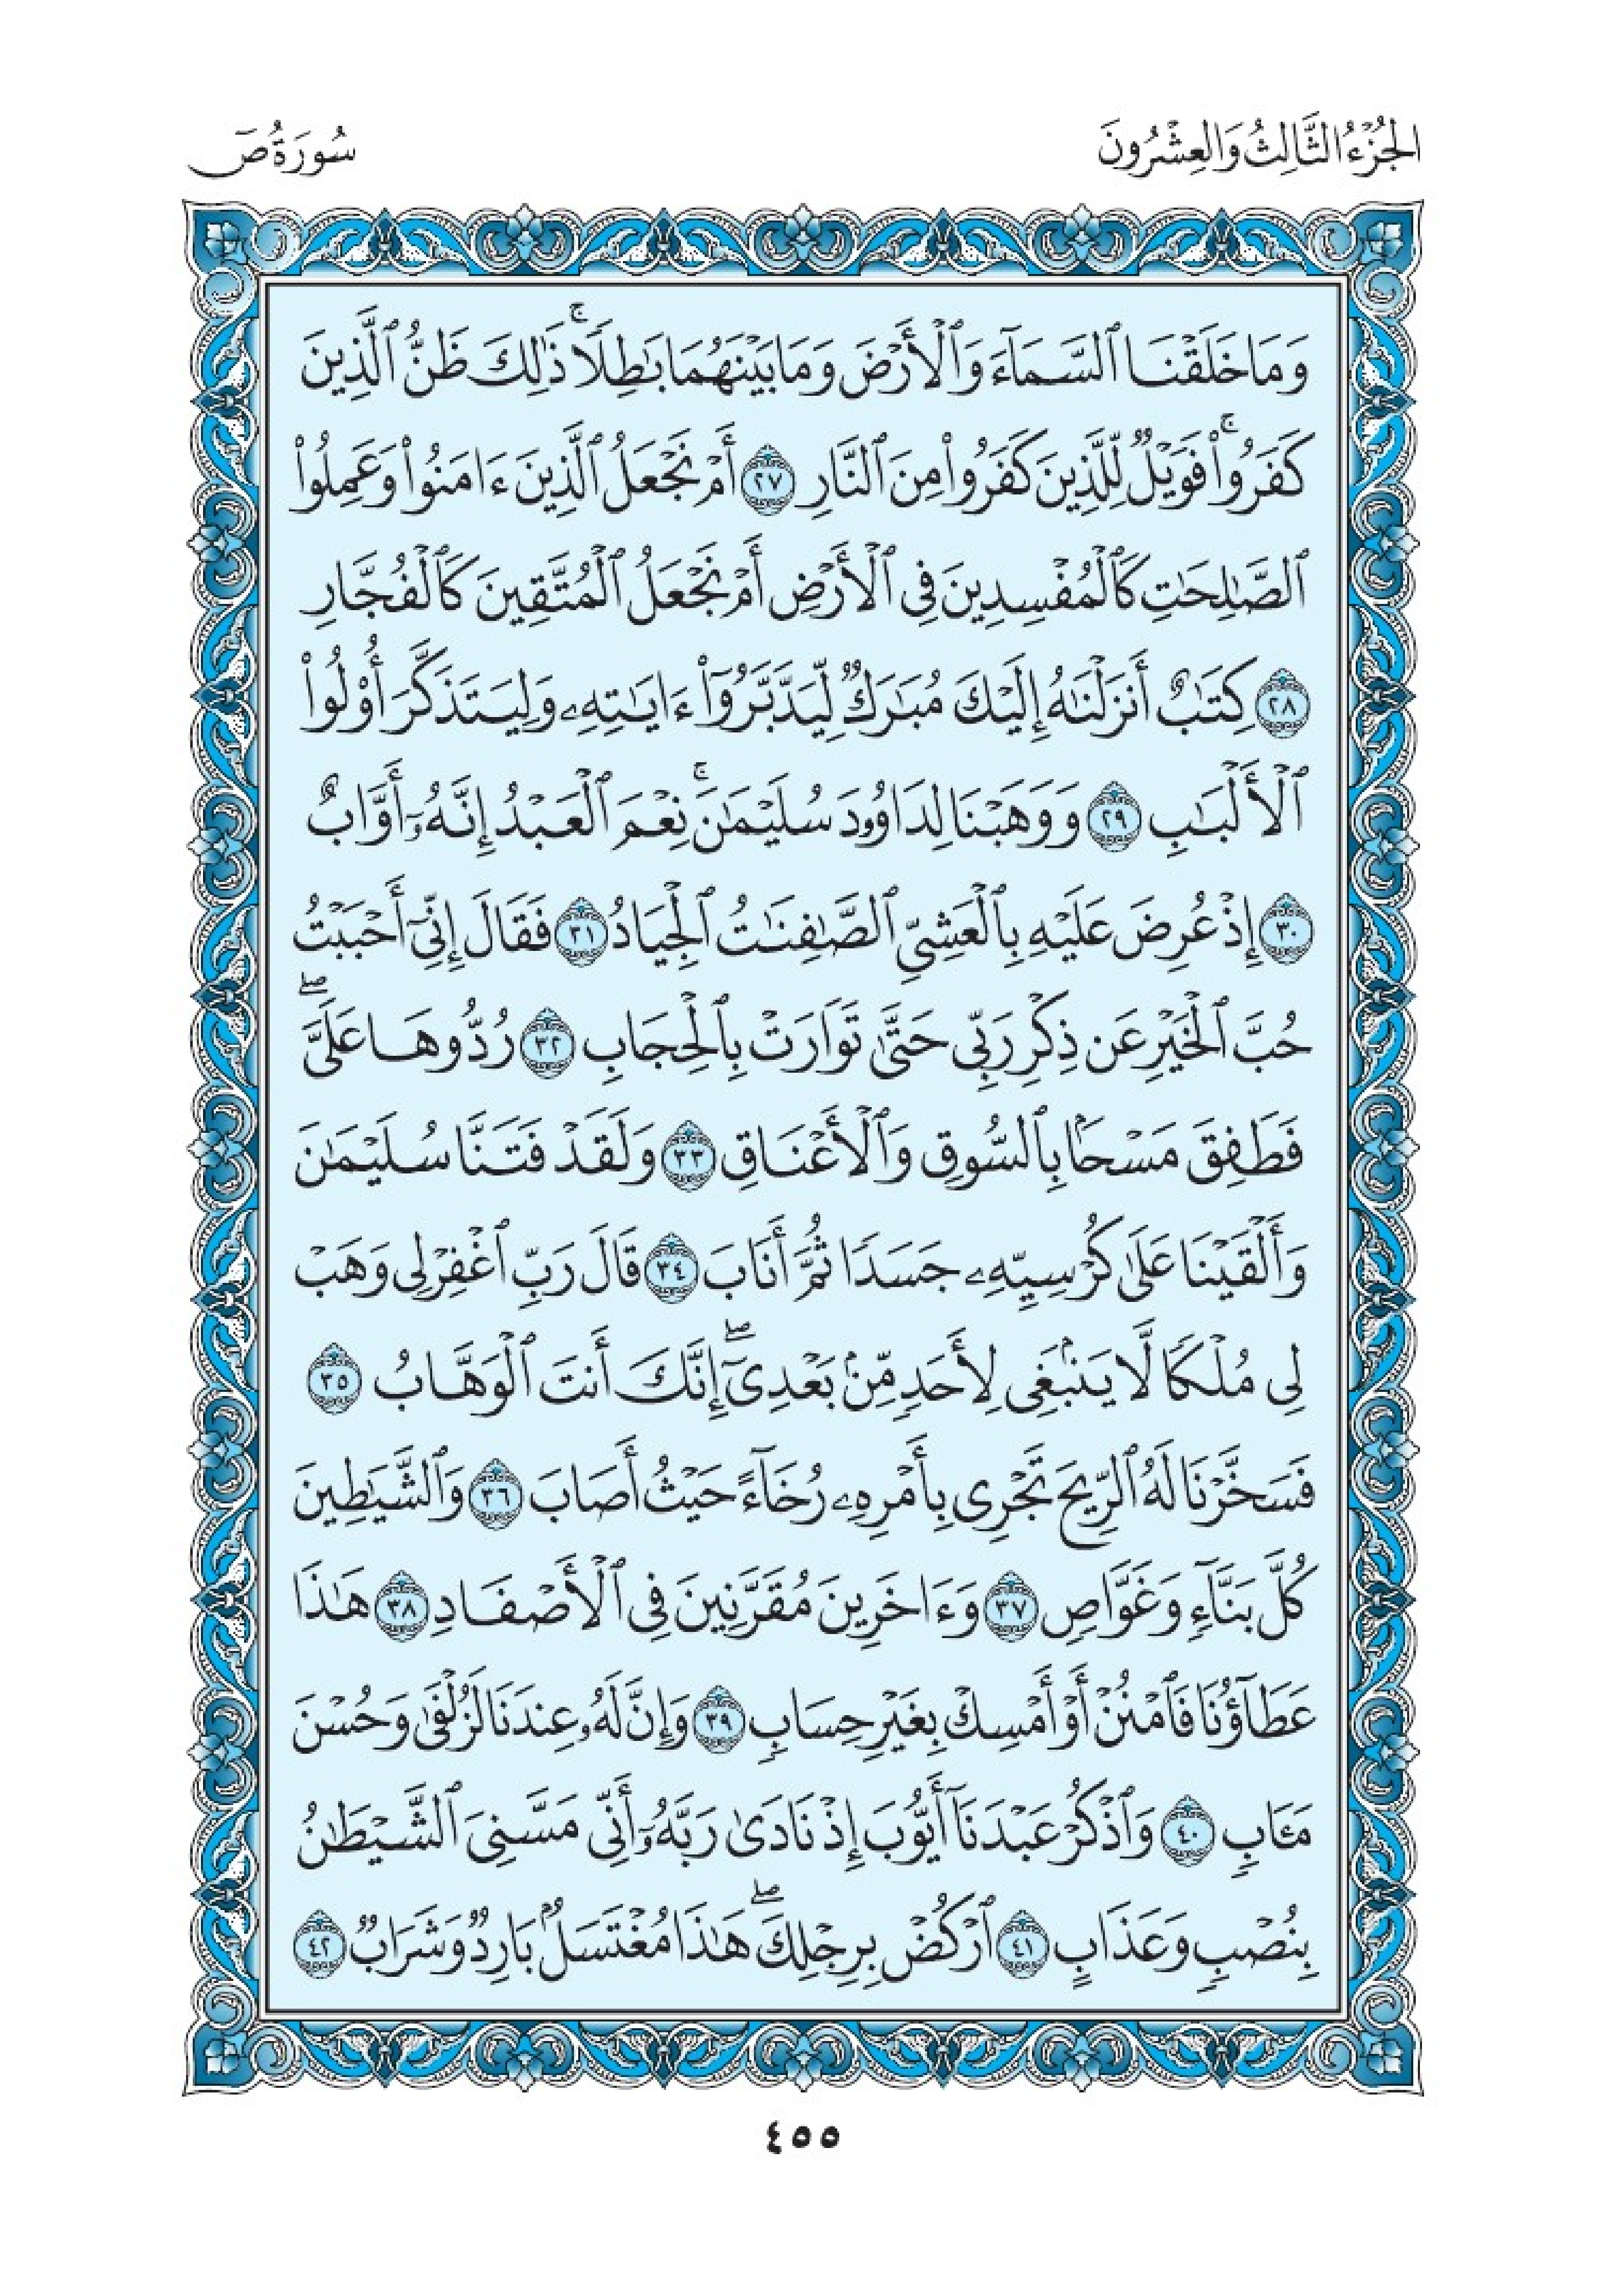 الجُزْءُ الثَّالِثُ وَالعِشْرُونَ
سُورَةُ صٓ
وَمَا خَلَقْنَا ٱلسَّمَآءَ وَٱلْأَرْضَ وَمَا بَيْنَهُمَا بَٰطِلًا ۚ ذَٰلِكَ ظَنُّ ٱلَّذِينَ
كَفَرُوا۟ ۚ فَوَيْلٌ لِّلَّذِينَ كَفَرُوا۟ مِنَ ٱلنَّارِ ٢٧ أَمْ نَجْعَلُ ٱلَّذِينَ ءَامَنُوا۟ وَعَمِلُوا۟
ٱلصَّٰلِحَٰتِ كَٱلْمُفْسِدِينَ فِى ٱلْأَرْضِ أَمْ نَجْعَلُ ٱلْمُتَّقِينَ كَٱلْفُجَّارِ
٢٨ كِتَٰبٌ أَنزَلْنَٰهُ إِلَيْكَ مُبَٰرَكٌ لِّيَدَّبَّرُوٓا۟ ءَايَٰتِهِۦ وَلِيَتَذَكَّرَ أُو۟لُوا۟
ٱلْأَلْبَٰبِ ٢٩ وَوَهَبْنَا لِدَاوُۥدَ سُلَيْمَٰنَ ۚ نِعْمَ ٱلْعَبْدُ إِنَّهُۥٓ أَوَّابٌ
٣٠ إِذْ عُرِضَ عَلَيْهِ بِٱلْعَشِىِّ ٱلصَّٰفِنَٰتُ ٱلْجِيَادُ ٣١ فَقَالَ إِنِّىٓ أَحْبَبْتُ
حُبَّ ٱلْخَيْرِ عَن ذِكْرِ رَبِّى حَتَّىٰ تَوَارَتْ بِٱلْحِجَابِ ٣٢ رُدُّوهَا عَلَىَّ ۖ
فَطَفِقَ مَسْحًۢا بِٱلسُّوقِ وَٱلْأَعْنَاقِ ٣٣ وَلَقَدْ فَتَنَّا سُلَيْمَٰنَ
وَأَلْقَيْنَا عَلَىٰ كُرْسِيِّهِۦ جَسَدًا ثُمَّ أَنَابَ ٣٤ قَالَ رَبِّ ٱغْفِرْ لِى وَهَبْ
لِى مُلْكًا لَّا يَنۢبَغِى لِأَحَدٍ مِّنۢ بَعْدِىٓ ۖ إِنَّكَ أَنتَ ٱلْوَهَّابُ ٣٥
فَسَخَّرْنَا لَهُ ٱلرِّيحَ تَجْرِى بِأَمْرِهِۦ رُخَآءً حَيْثُ أَصَابَ ٣٦ وَٱلشَّيَٰطِينَ
كُلَّ بَنَّآءٍ وَغَوَّاصٍ ٣٧ وَءَاخَرِينَ مُقَرَّنِينَ فِى ٱلْأَصْفَادِ ٣٨ هَٰذَا
عَطَآؤُنَا فَٱمْنُنْ أَوْ أَمْسِكْ بِغَيْرِ حِسَابٍ ٣٩ وَإِنَّ لَهُۥ عِندَنَا لَزُلْفَىٰ وَحُسْنَ
مَـَٔابٍ ٤٠ وَٱذْكُرْ عَبْدَنَآ أَيُّوبَ إِذْ نَادَىٰ رَبَّهُۥٓ أَنِّى مَسَّنِىَ ٱلشَّيْطَٰنُ
بِنُصْبٍ وَعَذَابٍ ٤١ ٱرْكُضْ بِرِجْلِكَ ۖ هَٰذَا مُغْتَسَلٌۢ بَارِدٌ وَشَرَابٌ ٤٢
٤٥٥